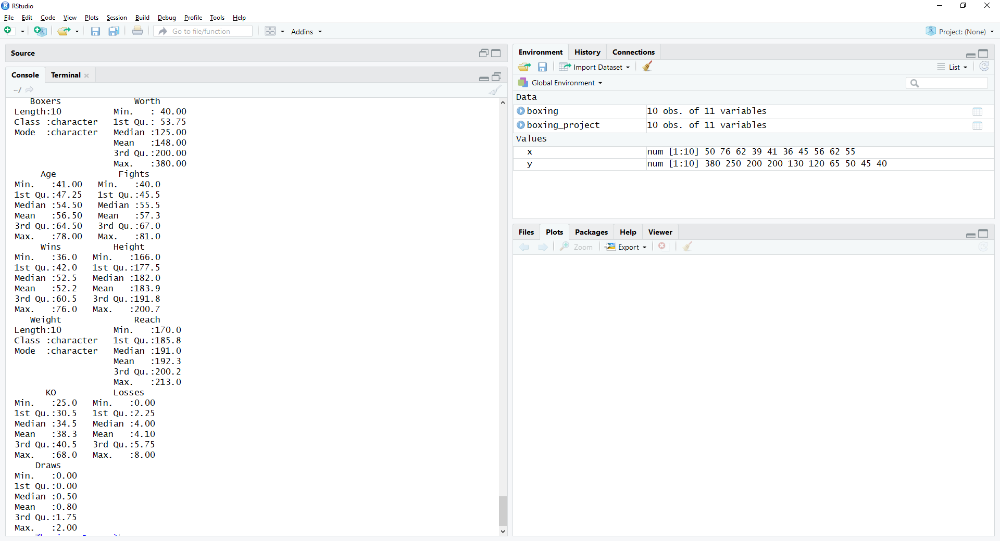 RStudio
File Edit Code View Plots Session Build Debug Profile Tools Help
Go to file/function Addins Project: (None)
Source
Console Terminal
~/
    Boxers              Worth
 Length:10          Min.   : 40.00
 Class :character   1st Qu.: 53.75
 Mode  :character   Median :125.00
                    Mean   :148.00
                    3rd Qu.:200.00
                    Max.   :380.00
      Age            Fights
 Min.   :41.00   Min.   :40.0
 1st Qu.:47.25   1st Qu.:45.5
 Median :54.50   Median :55.5
 Mean   :56.50   Mean   :57.3
 3rd Qu.:64.50   3rd Qu.:67.0
 Max.   :78.00   Max.   :81.0
      Wins          Height
 Min.   :36.0   Min.   :166.0
 1st Qu.:42.0   1st Qu.:177.5
 Median :52.5   Median :182.0
 Mean   :52.2   Mean   :183.9
 3rd Qu.:60.5   3rd Qu.:191.8
 Max.   :76.0   Max.   :200.7
    Weight              Reach
 Length:10          Min.   :170.0
 Class :character   1st Qu.:185.8
 Mode  :character   Median :191.0
                    Mean   :192.3
                    3rd Qu.:200.2
                    Max.   :213.0
       KO           Losses
 Min.   :25.0   Min.   :0.00
 1st Qu.:30.5   1st Qu.:2.25
 Median :34.5   Median :4.00
 Mean   :38.3   Mean   :4.10
 3rd Qu.:40.5   3rd Qu.:5.75
 Max.   :68.0   Max.   :8.00
     Draws
 Min.   :0.00
 1st Qu.:0.00
 Median :0.50
 Mean   :0.80
 3rd Qu.:1.75
 Max.   :2.00
Environment History Connections
Import Dataset List
Global Environment
Data
boxing 10 obs. of 11 variables
boxing_project 10 obs. of 11 variables
Values
x num [1:10] 50 76 62 39 41 36 45 56 62 55
y num [1:10] 380 250 200 200 130 120 65 50 45 40
Files Plots Packages Help Viewer
Zoom Export